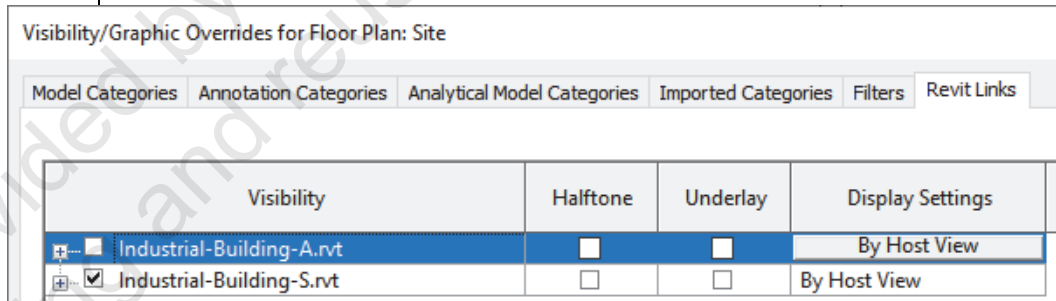 Visibility/Graphic Overrides for Floor Plan: Site
Model Categories Annotation Categories Analytical Model Categories Imported Categories Filters Revit Links
Visibility Halftone Underlay Display Settings
Industrial-Building-A.rvt By Host View
Industrial-Building-S.rvt By Host View